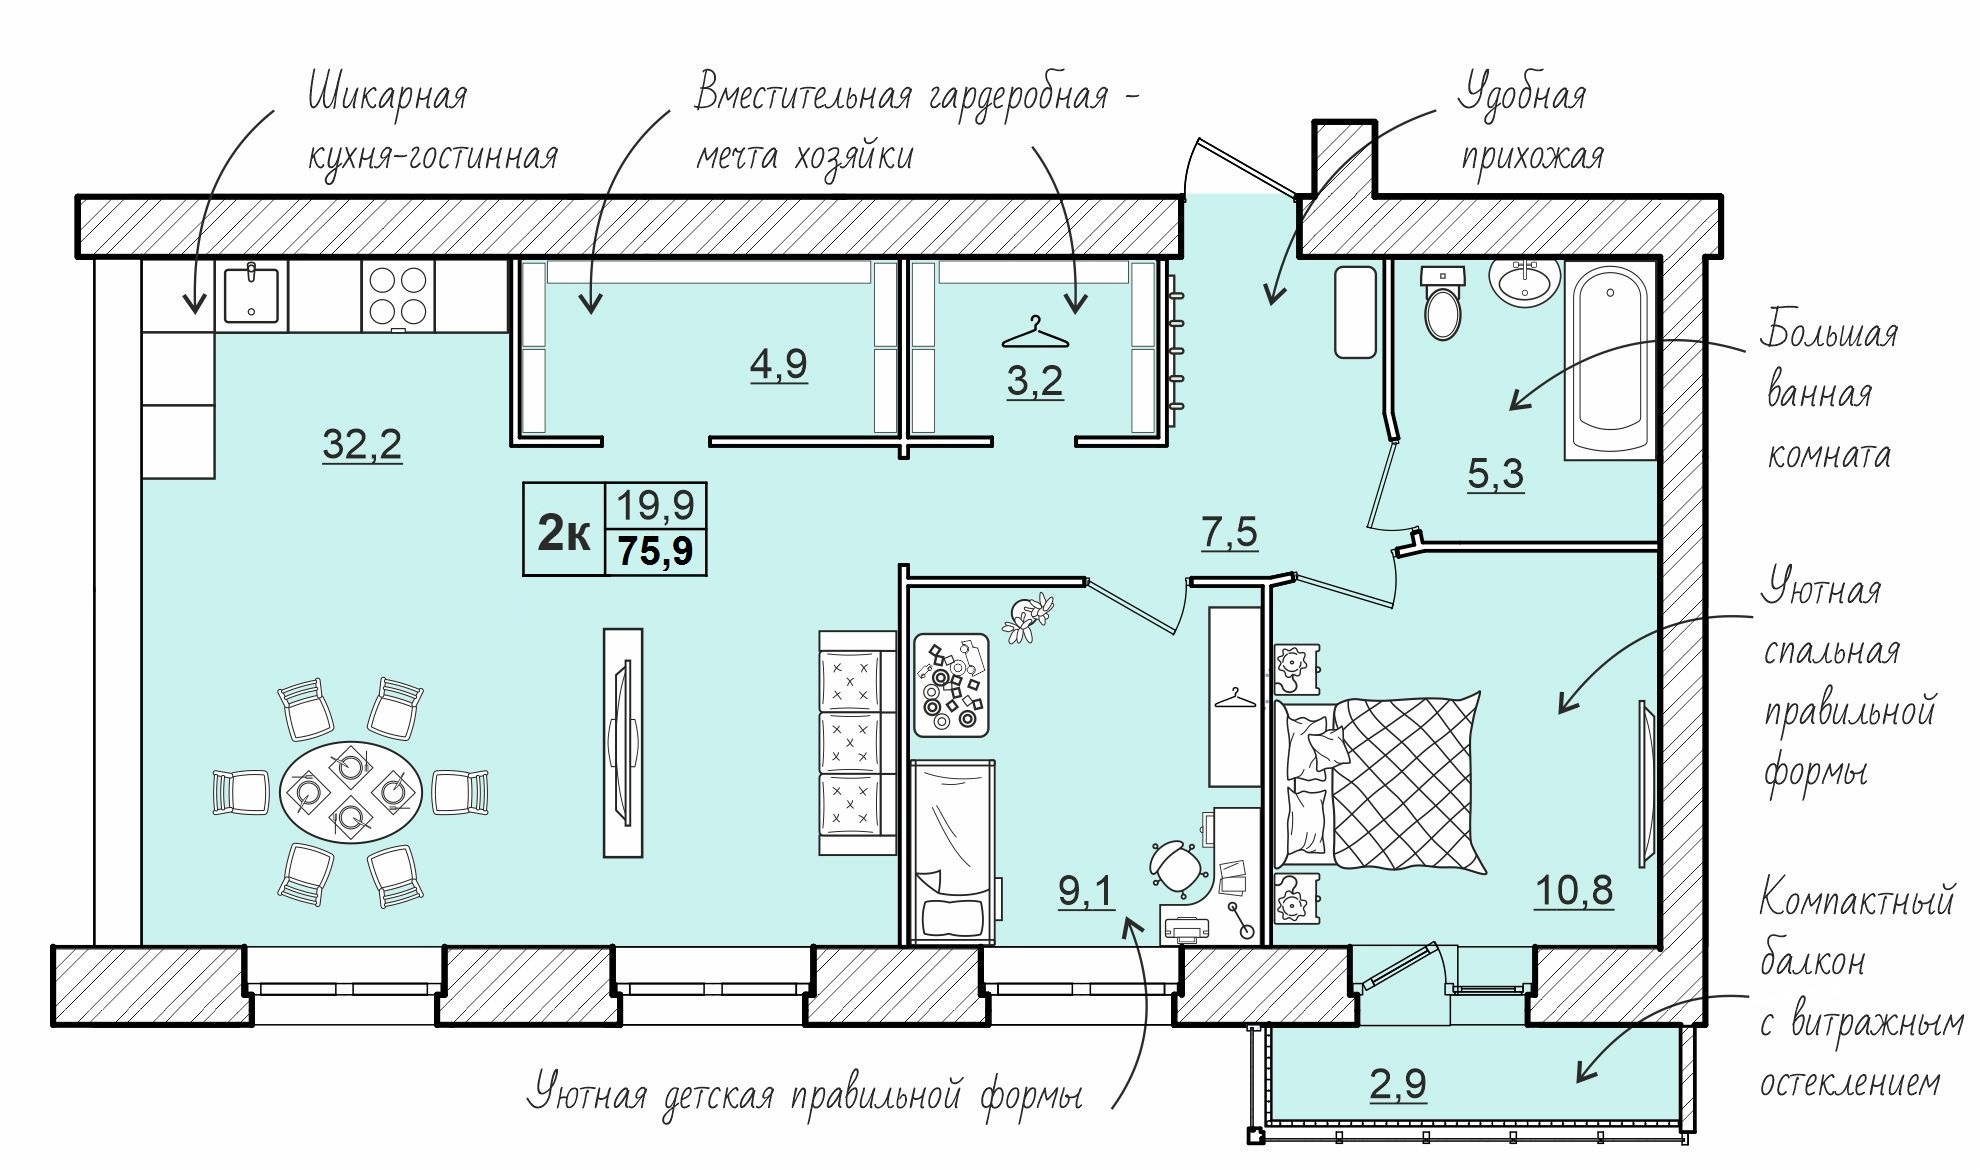 Шикарная
кухня-гостинная
Вместительная гардеробная -
мечта хозяйки
Удобная
прихожая
Большая
ванная
комната
4,9
3,2
32,2
5,3
2к
19,9
75,9
7,5
Уютная
спальная
правильной
формы
9,1
10,8
Компактный
балкон
с витражным
остеклением
2,9
Уютная детская правильной формы